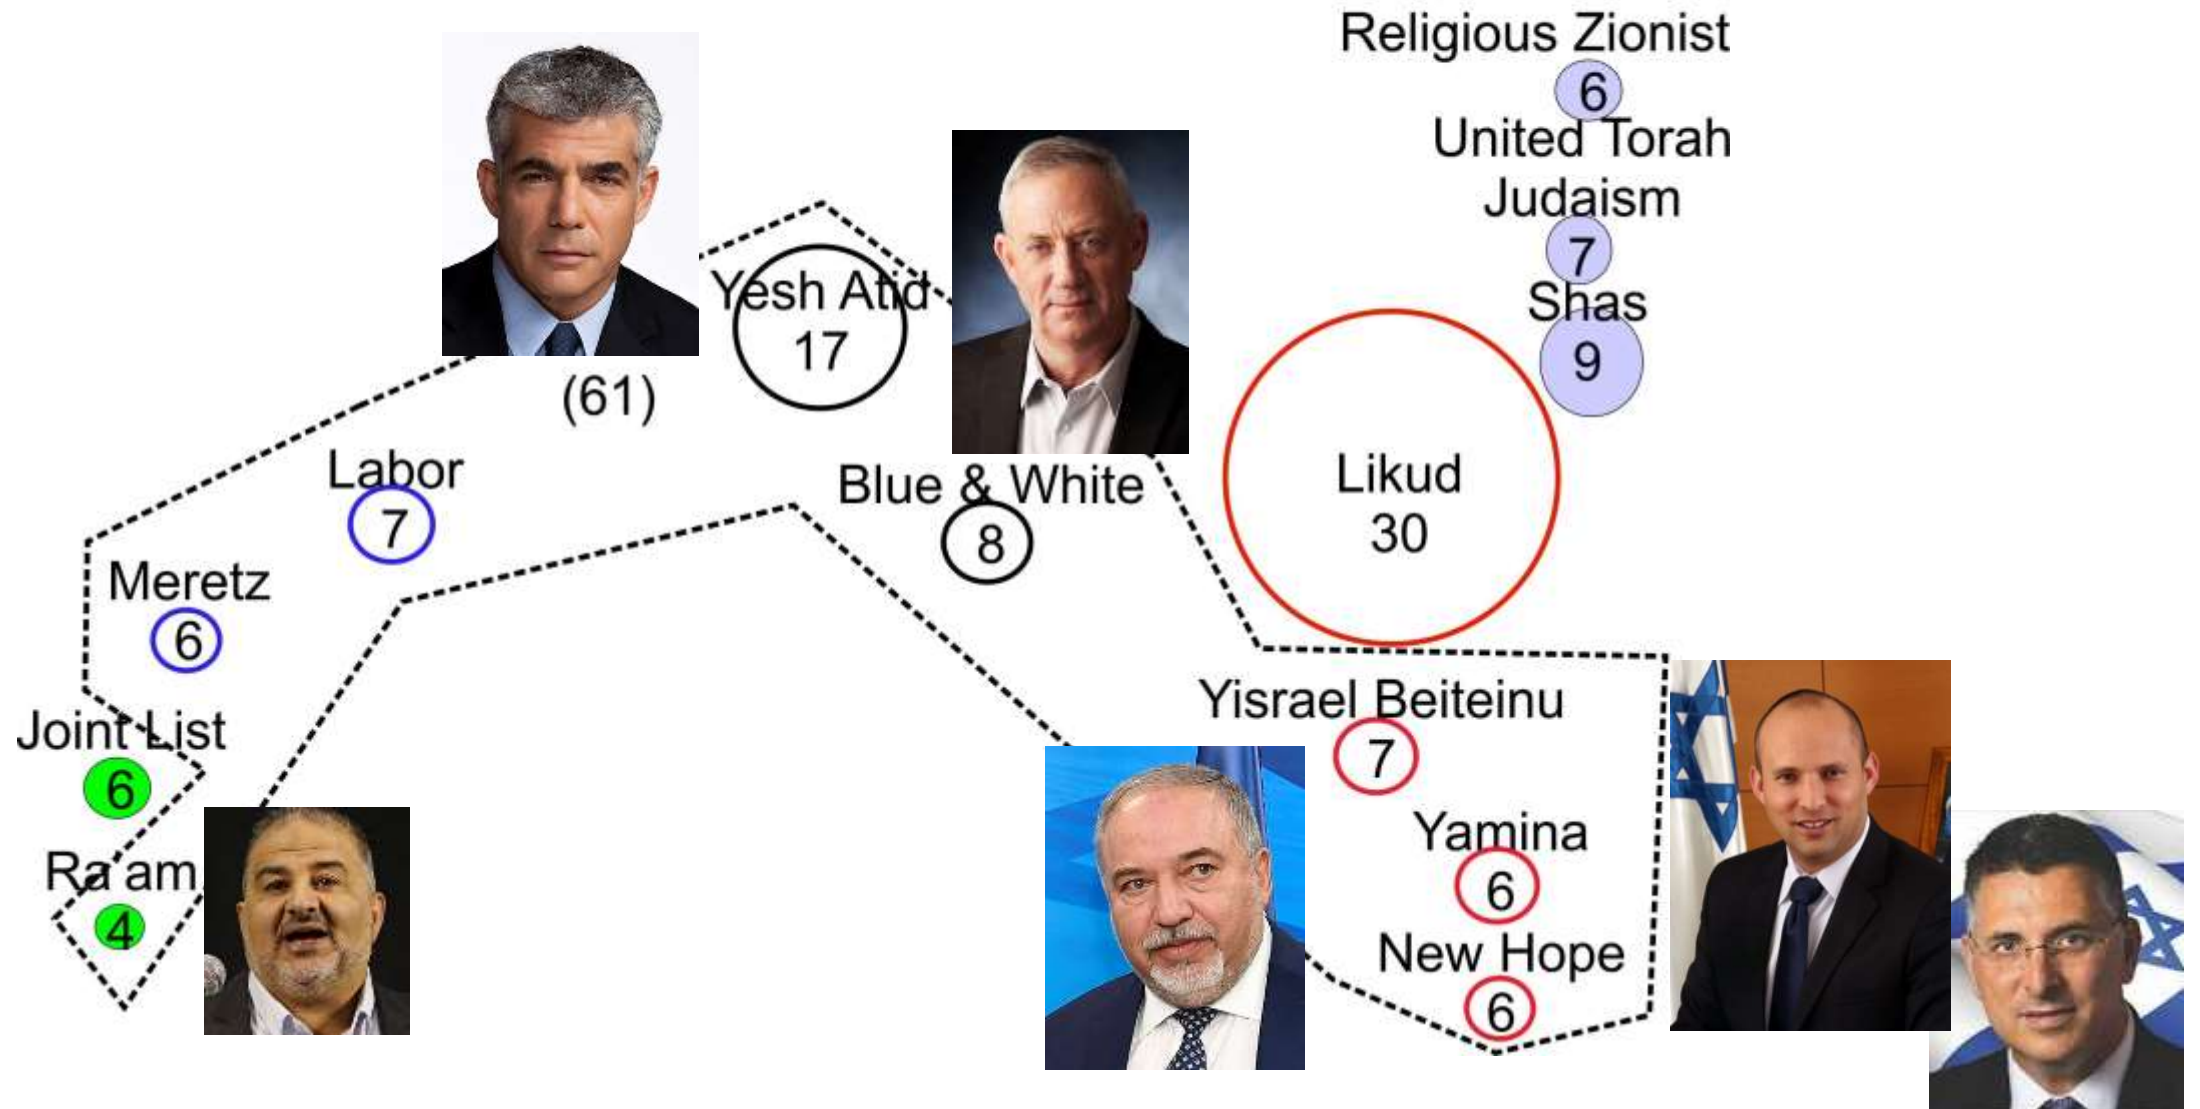 Religious Zionist
6
United Torah
Judaism
7
Shas
9
Yesh Atid
17
(61)
Likud
30
Labor
7
Blue & White
8
Meretz
6
Joint List
6
Ra'am
4
Yisrael Beiteinu
7
Yamina
6
New Hope
6